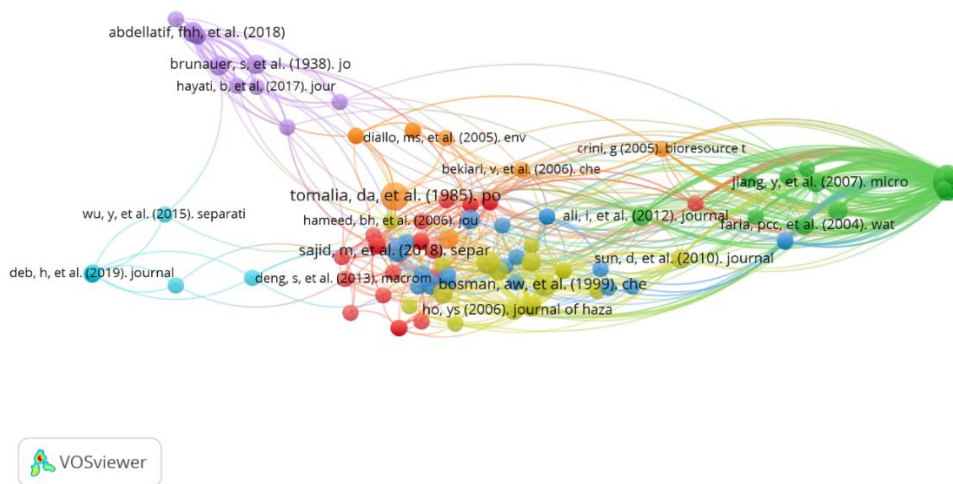 abdellatif, fhh, et al. (2018)
brunauer, s, et al. (1938). jo
hayati, b, et al. (2017). jour
diallo, ms, et al. (2005). env
crini, g (2005). bioresource t
bekiari, v, et al. (2006). che
jiang, y, et al. (2007). micro
tomalia, da, et al. (1985). po
wu, y, et al. (2015). separati
hameed, bh, et al. (2006). jou
ali, i, et al. (2012). journal
faria, pcc, et al. (2004). wat
sajid, m, et al. (2018). separ
sun, d, et al. (2010). journal
deb, h, et al. (2019). journal
deng, s, et al. (2013). macrom
bosman, aw, et al. (1999). che
ho, ys (2006). journal of haza
VOSviewer